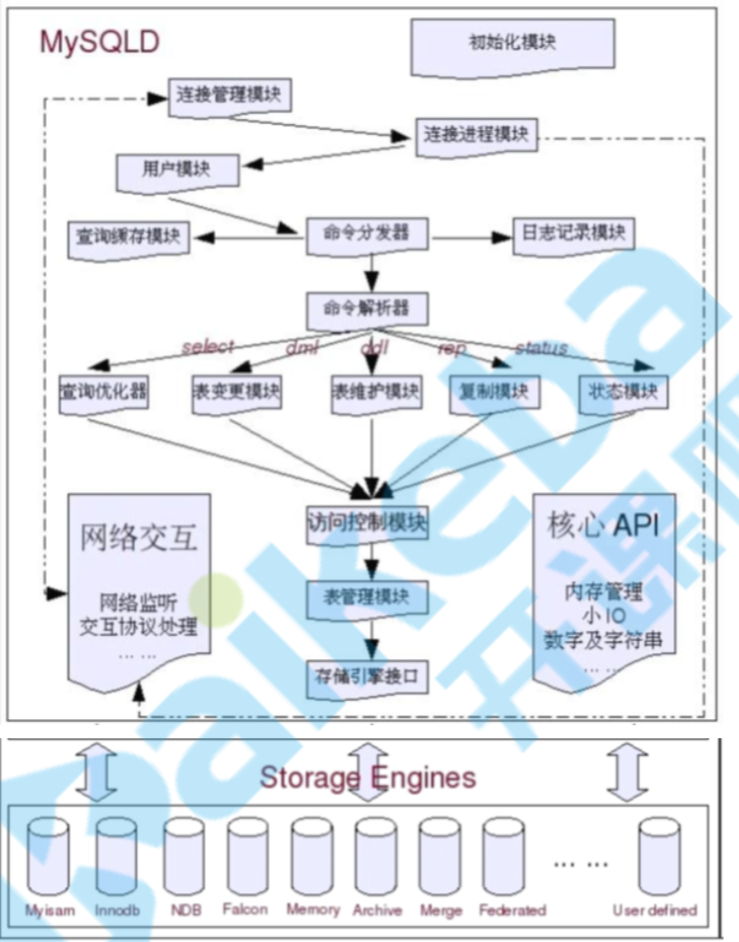 MySQLD
初始化模块
连接管理模块
连接进程模块
用户模块
查询缓存模块
命令分发器
日志记录模块
命令解析器
select
dml
ddl
rep
status
查询优化器
表变更模块
表维护模块
复制模块
状态模块
网络交互
网络监听
交互协议处理
... ...
访问控制模块
表管理模块
存储引擎接口
核心 API
内存管理
小 IO
数字及字符串
... ...
Storage Engines
Myisam
Innodb
NDB
Falcon
Memory
Archive
Merge
Federated
... ...
User defined
kaikeba
开课吧